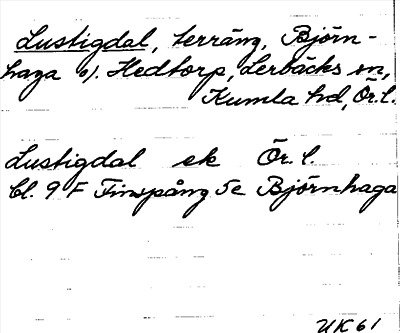 Lustigdal, terräng, Björn-
haga o/. Hedtorp, Lerbäcks sn,
Kumla hd, Ör.l.
Lustigdal ek Ör. l.
bl. 9 F Finspång 5e Björnhaga
UK 61